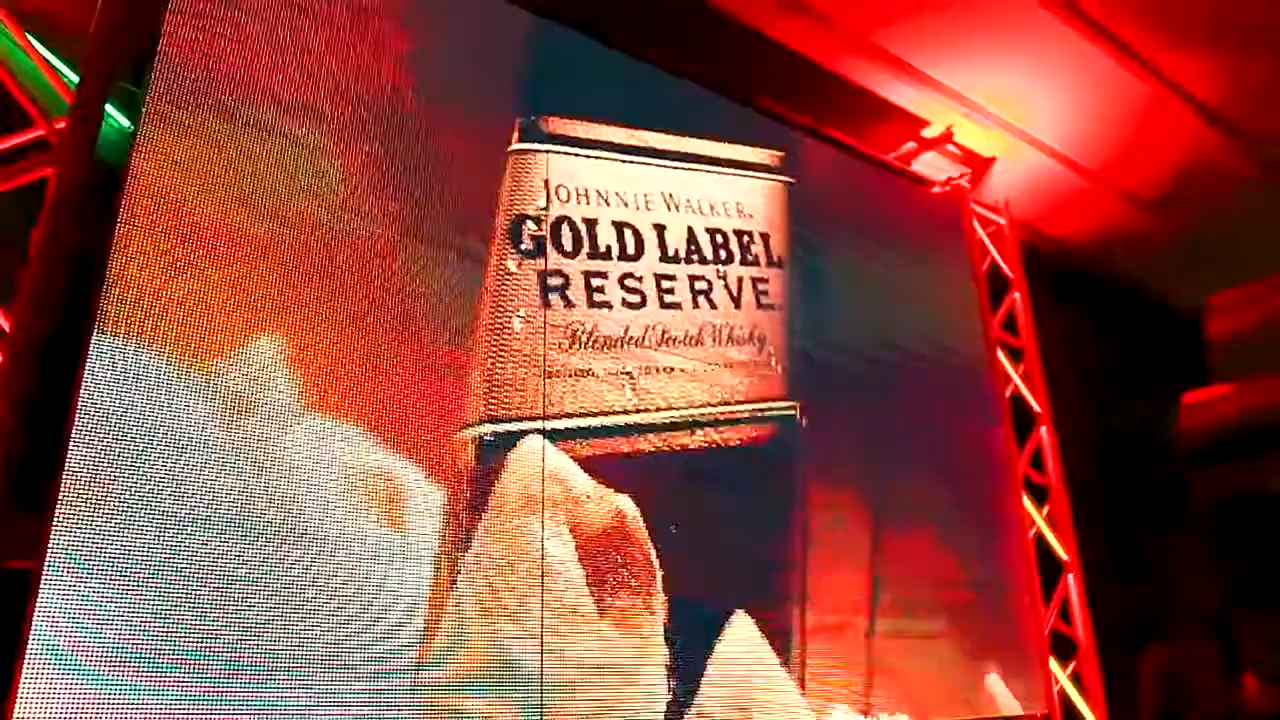 JOHNNIE WALKER.
GOLD LABEL
RESERVE.
Blended Scotch Whisky